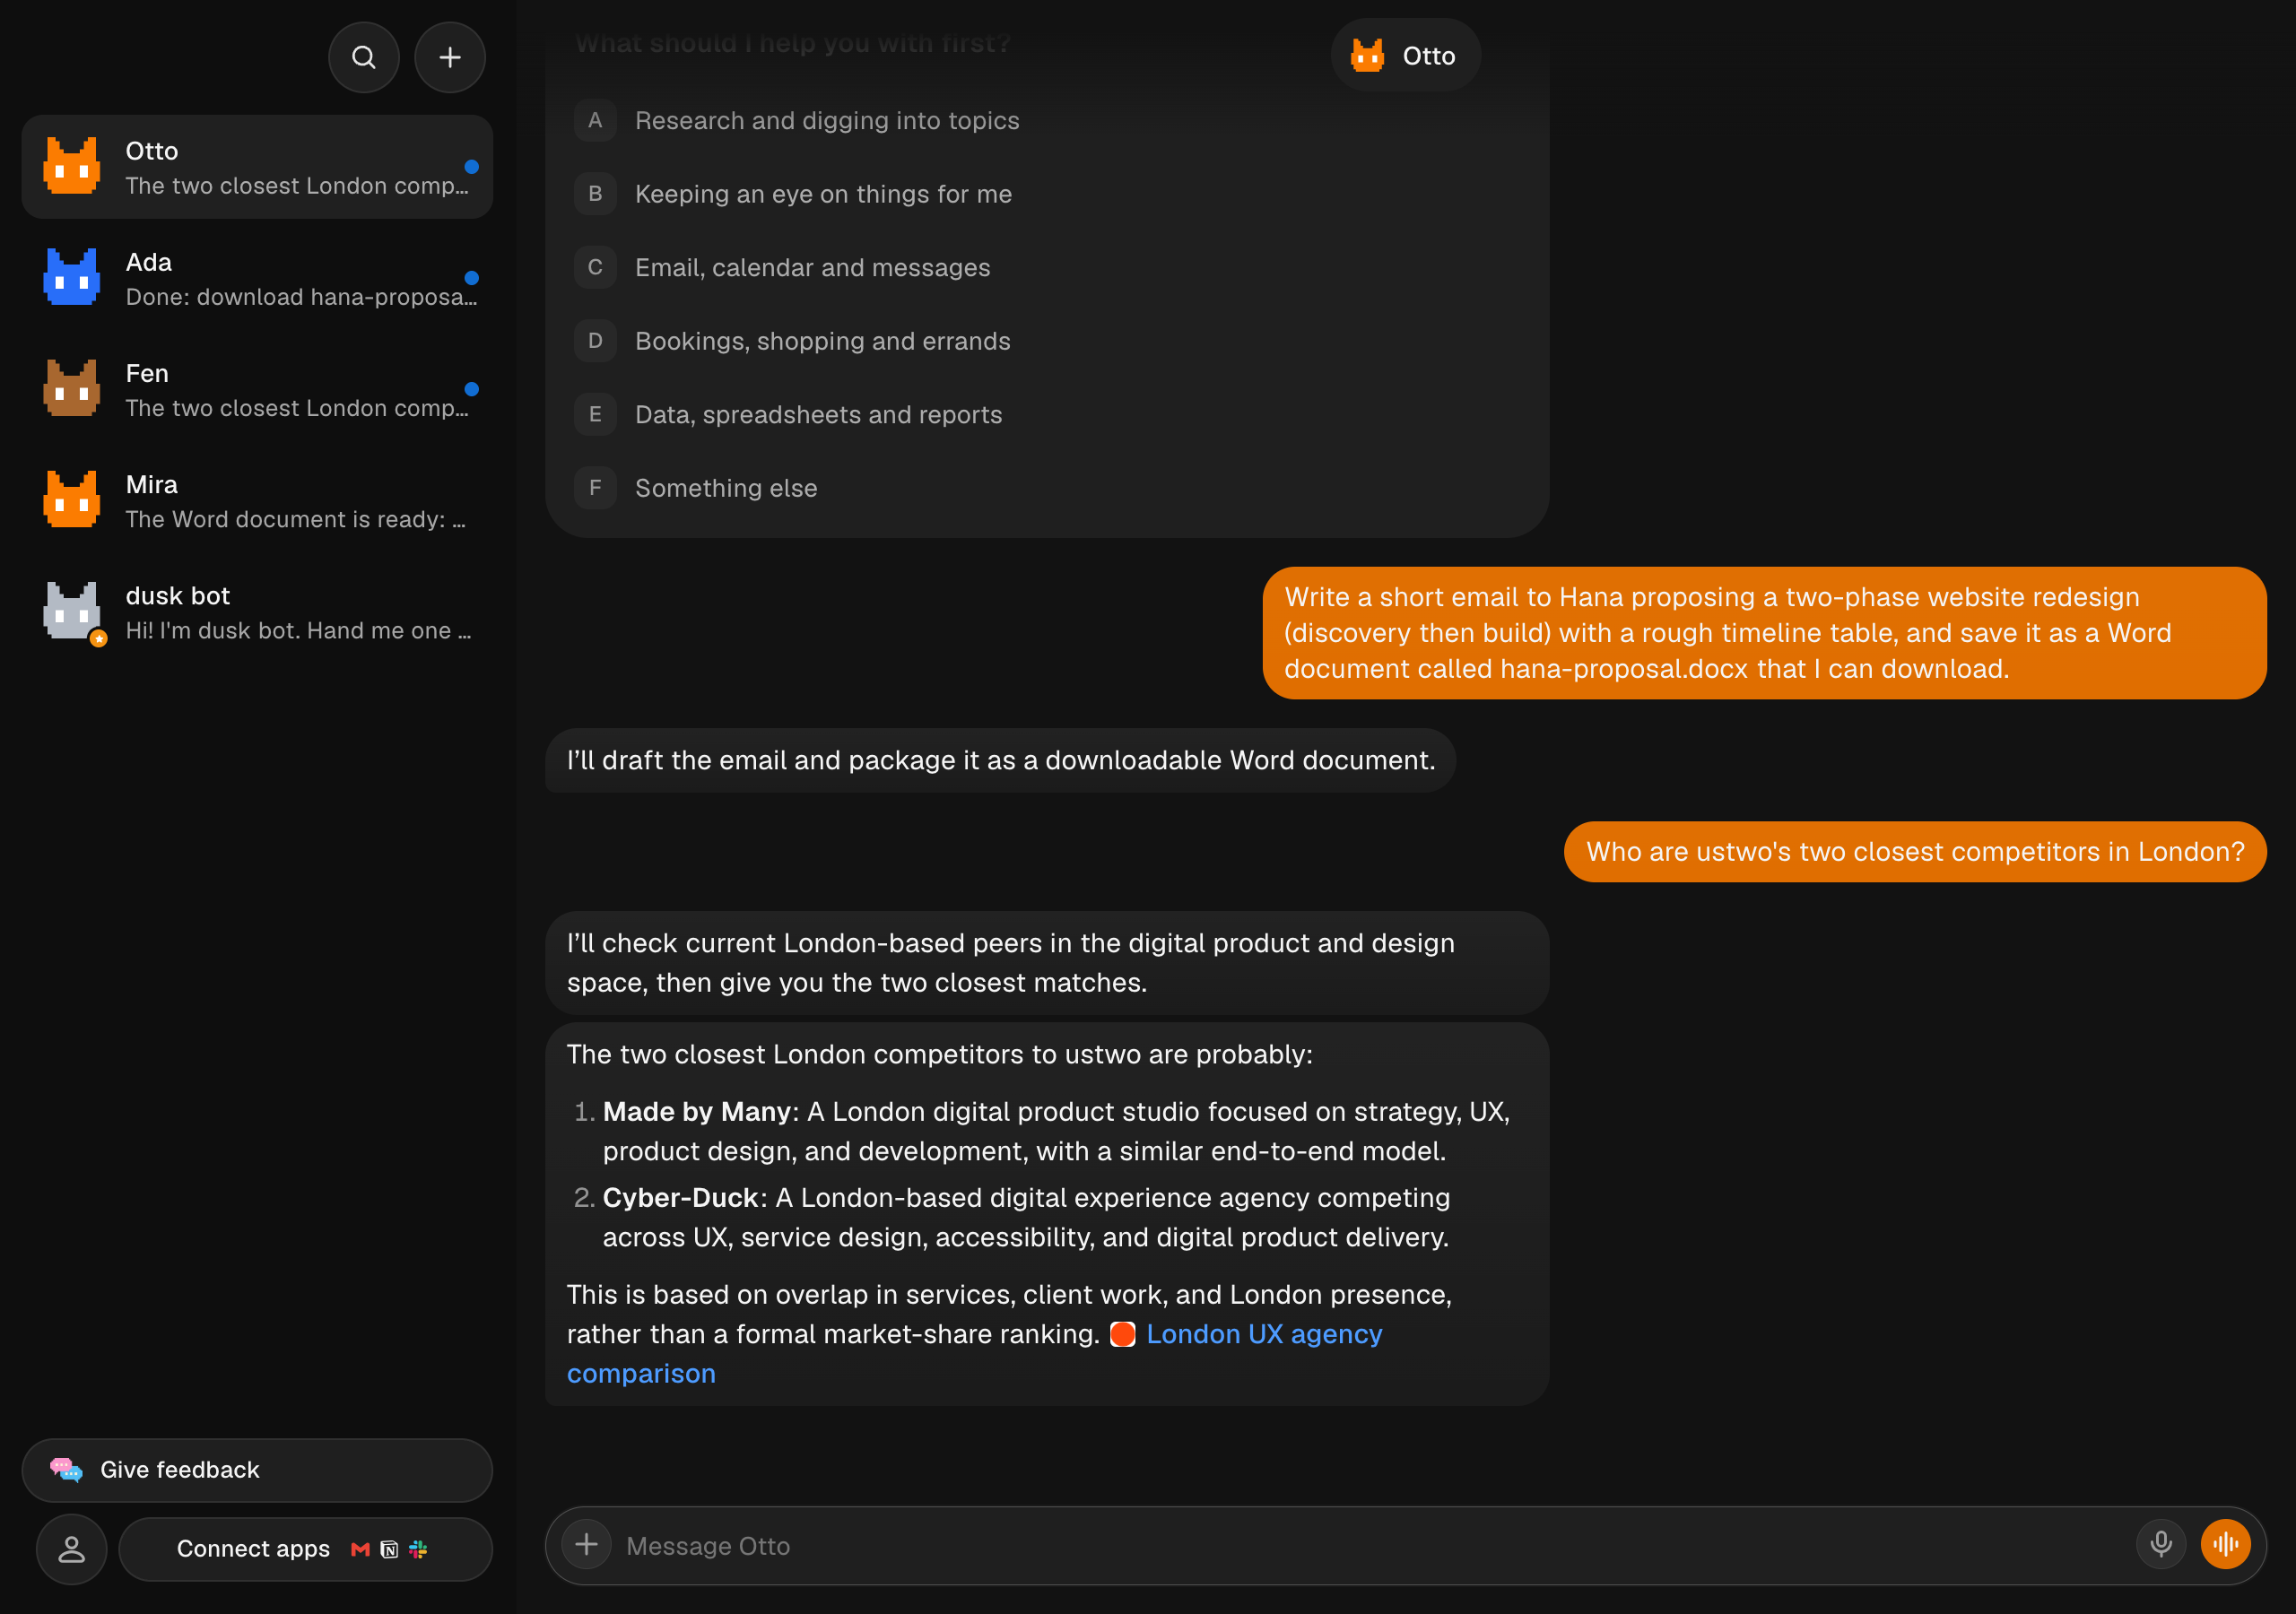 Otto
The two closest London comp...
Ada
Done: download hana-proposa...
Fen
The two closest London comp...
Mira
The Word document is ready: ...
dusk bot
Hi! I'm dusk bot. Hand me one ...
Give feedback
Connect apps
What should I help you with first?
Otto
A Research and digging into topics
B Keeping an eye on things for me
C Email, calendar and messages
D Bookings, shopping and errands
E Data, spreadsheets and reports
F Something else
Write a short email to Hana proposing a two-phase website redesign
(discovery then build) with a rough timeline table, and save it as a Word
document called hana-proposal.docx that I can download.
I’ll draft the email and package it as a downloadable Word document.
Who are ustwo's two closest competitors in London?
I’ll check current London-based peers in the digital product and design
space, then give you the two closest matches.
The two closest London competitors to ustwo are probably:
1. Made by Many: A London digital product studio focused on strategy, UX,
product design, and development, with a similar end-to-end model.
2. Cyber-Duck: A London-based digital experience agency competing
across UX, service design, accessibility, and digital product delivery.
This is based on overlap in services, client work, and London presence,
rather than a formal market-share ranking. London UX agency
comparison
Message Otto